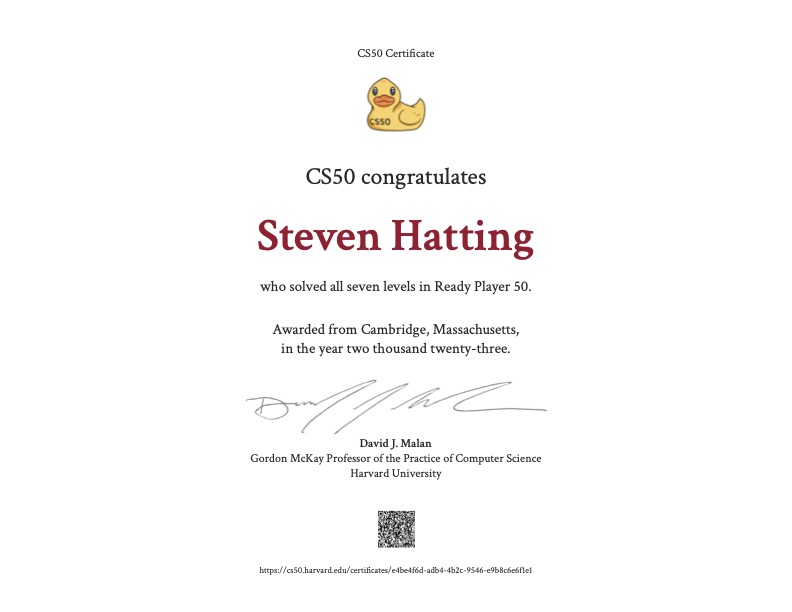 CS50 Certificate
CS50
CS50 congratulates
Steven Hatting
who solved all seven levels in Ready Player 50.
Awarded from Cambridge, Massachusetts,
in the year two thousand twenty-three.
David J. Malan
Gordon McKay Professor of the Practice of Computer Science
Harvard University
https://cs50.harvard.edu/certificates/e4be4f6d-adb4-4b2c-9546-e9b8c6e6f1e1